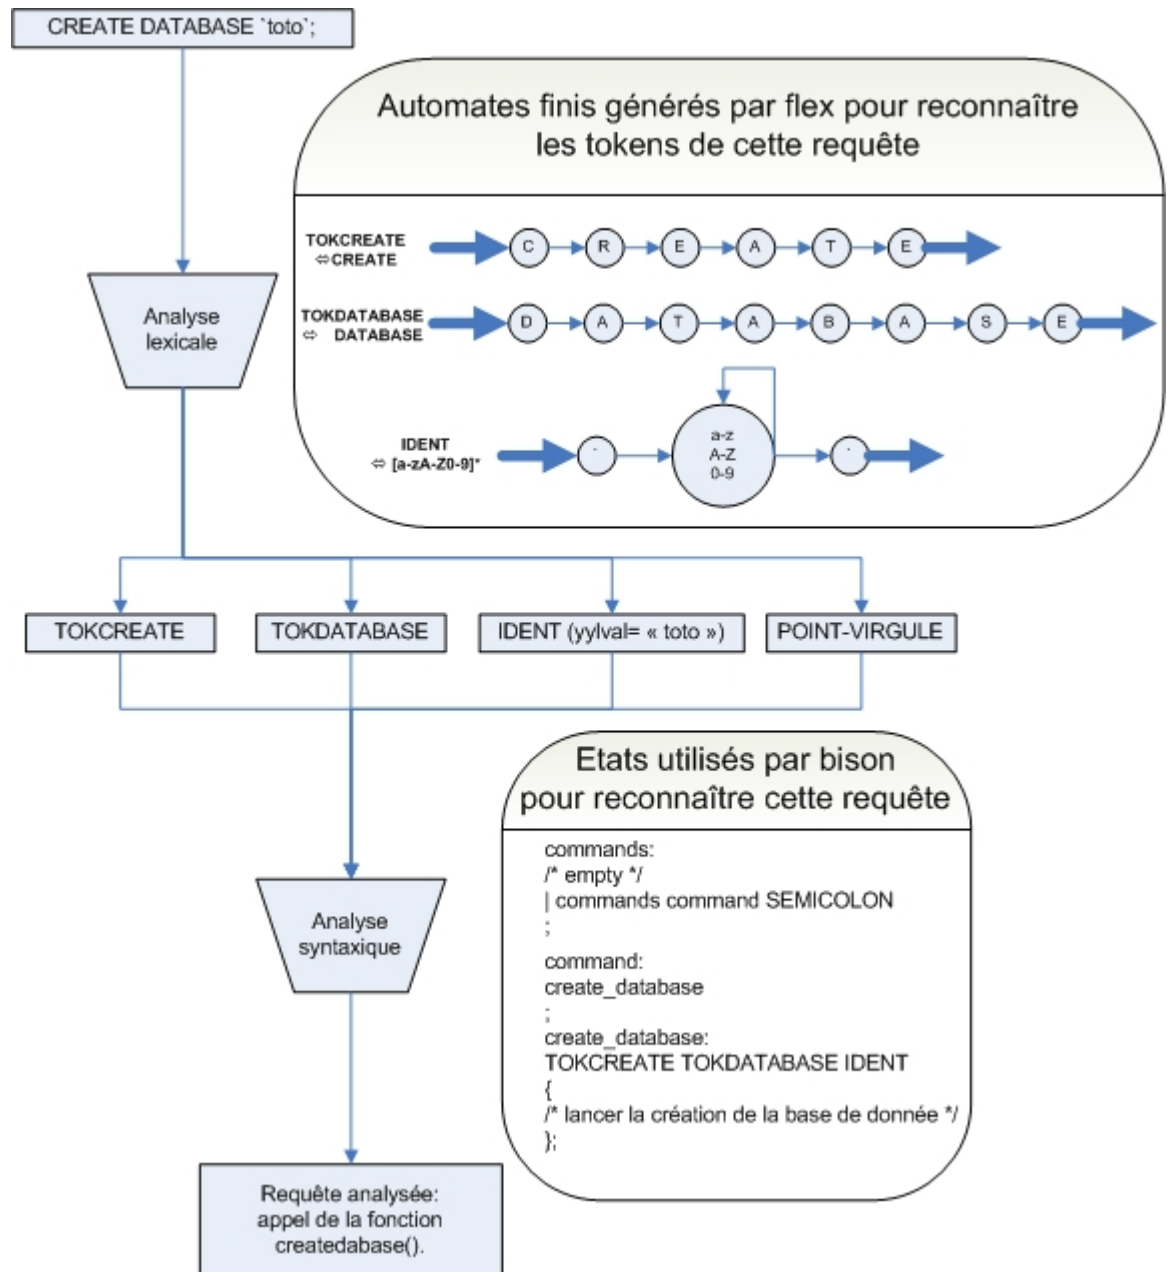 CREATE DATABASE `toto`;
Automates finis générés par flex pour reconnaître
les tokens de cette requête
TOKCREATE
⇔CREATE
C R E A T E
TOKDATABASE
⇔ DATABASE
D A T A B A S E
IDENT
⇔ [a-zA-Z0-9]*
`
a-z
A-Z
0-9
`
Analyse
lexicale
TOKCREATE
TOKDATABASE
IDENT (yylval= « toto »)
POINT-VIRGULE
Etats utilisés par bison
pour reconnaître cette requête
commands:
/* empty */
| commands command SEMICOLON
;
command:
create_database
;
create_database:
TOKCREATE TOKDATABASE IDENT
{
/* lancer la création de la base de donnée */
};
Analyse
syntaxique
Requête analysée:
appel de la fonction
createdabase().